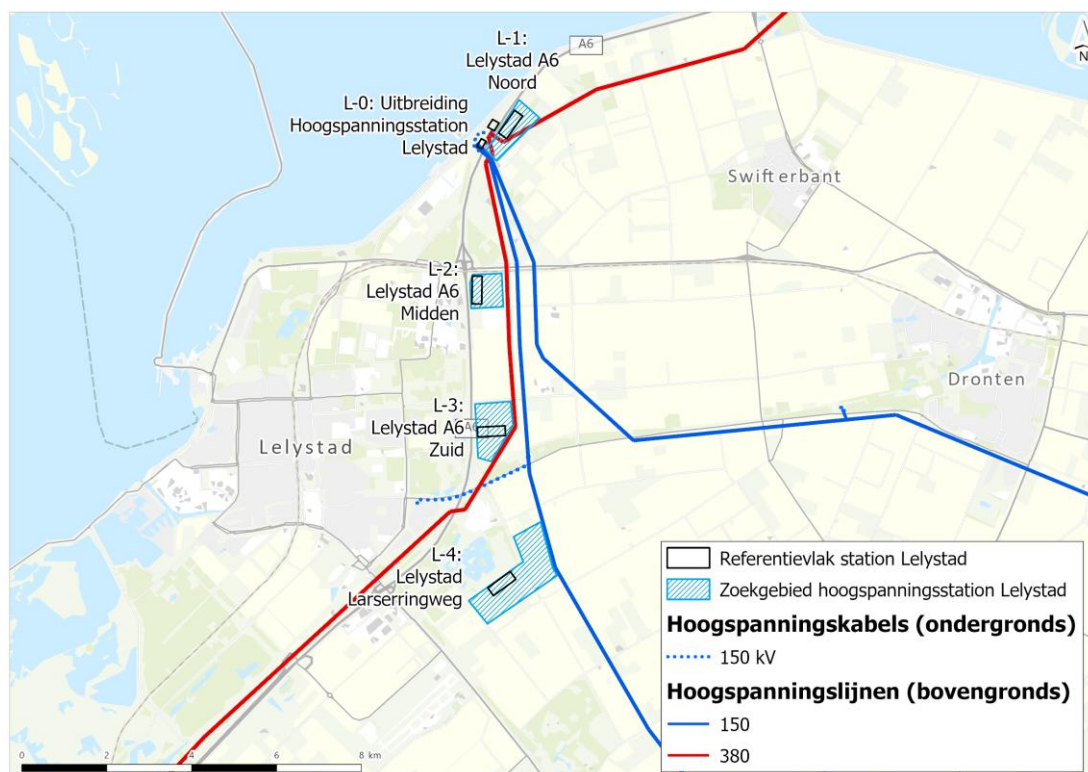 L-1:
Lelystad A6
Noord
A6
N
L-0: Uitbreiding
Hoogspanningsstation
Lelystad
Swifterbant
L-2:
Lelystad A6
Midden
Dronten
L-3:
Lelystad A6
Zuid
A6
Lelystad
L-4:
Lelystad
Larserringweg
Referentievlak station Lelystad
Zoekgebied hoogspanningsstation Lelystad
Hoogspanningskabels (ondergronds)
150 kV
Hoogspanningslijnen (bovengronds)
150
380
0 2 4 6 8 km